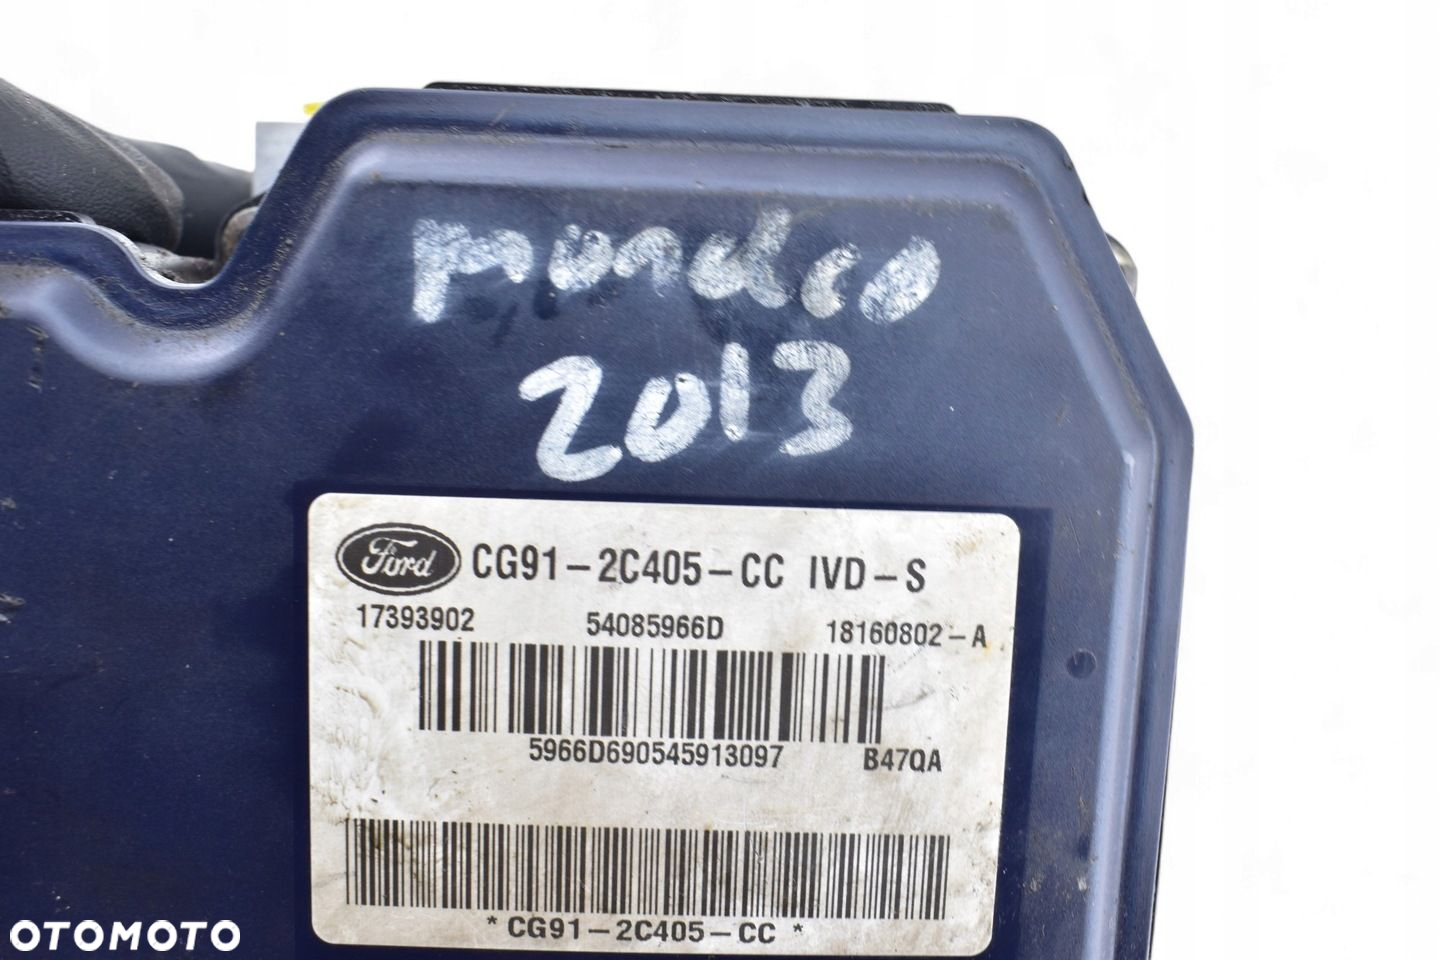 mondeo
2013
Ford CG91-2C405-CC IVD-S
17393902 54085966D 18160802-A
5966D690545913097 B47QA
*CG91-2C405-CC*
OTOMOTO